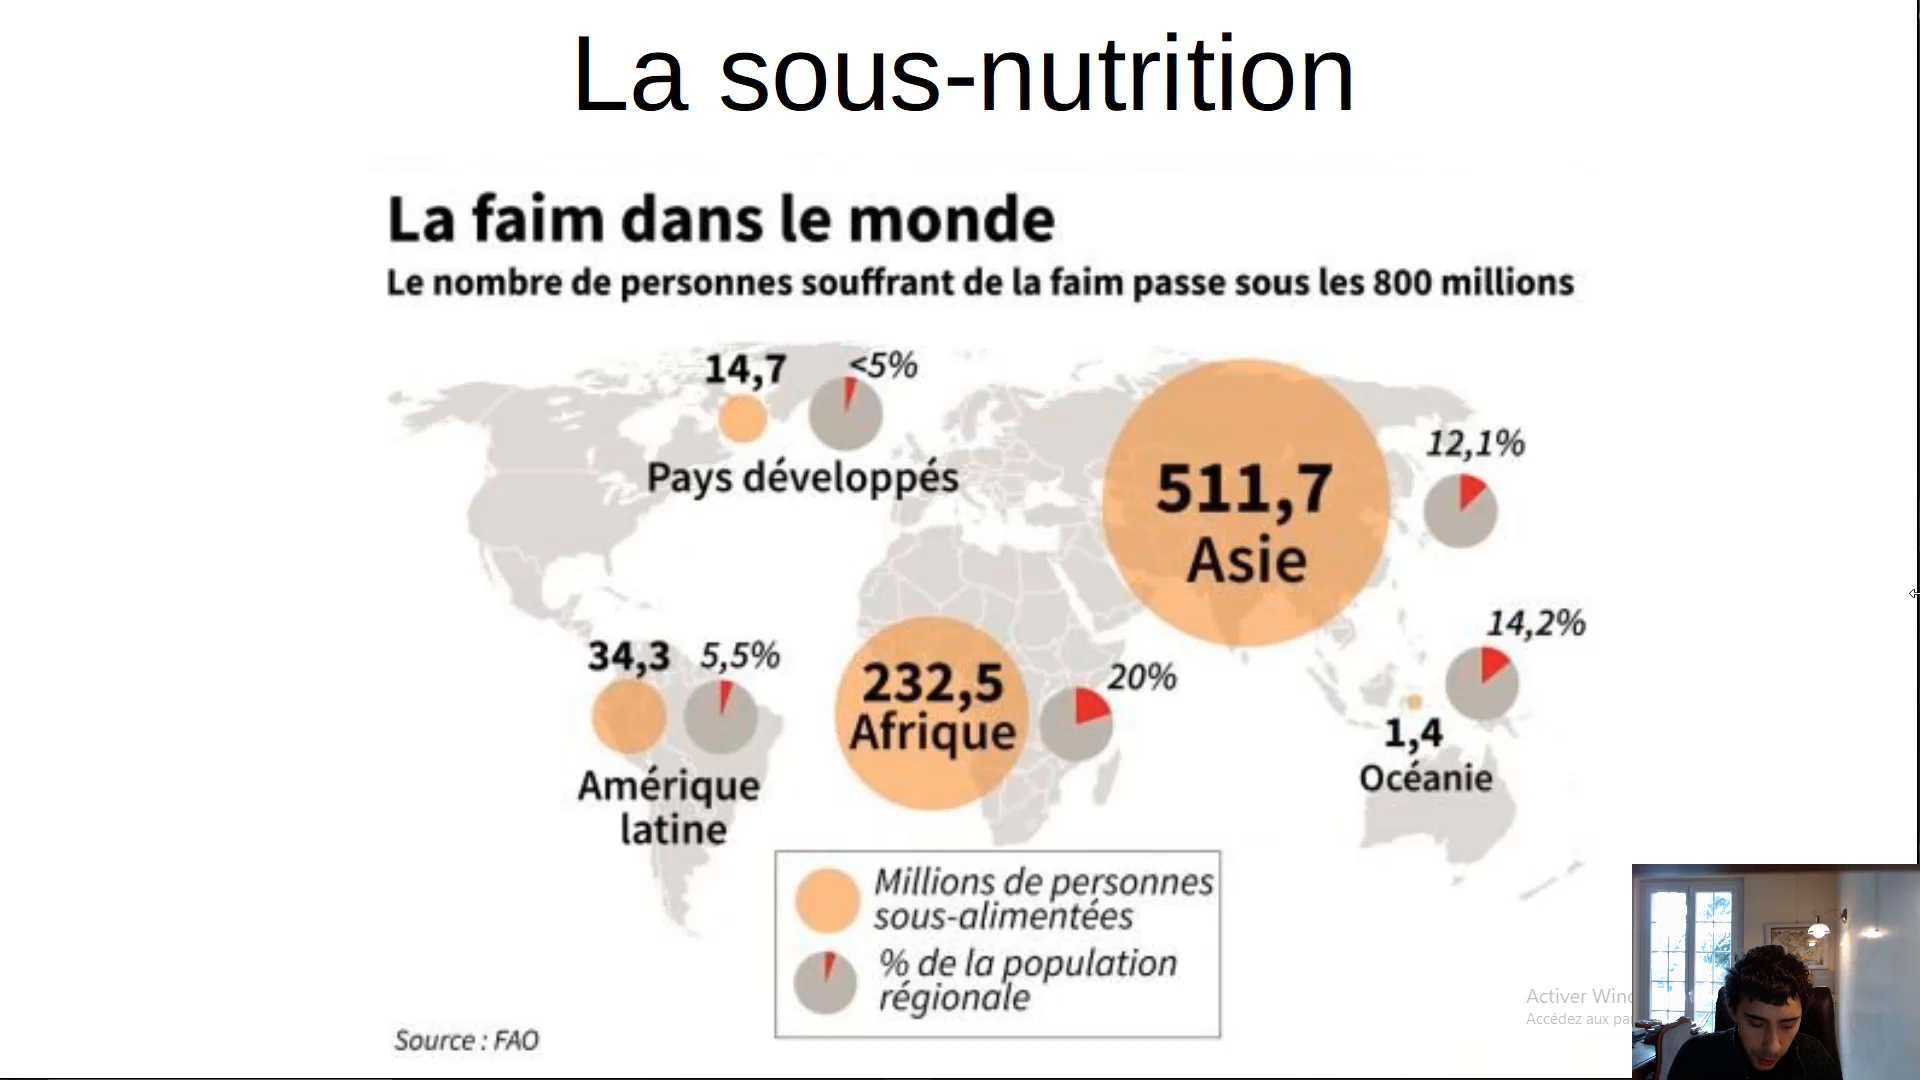 La sous-nutrition
La faim dans le monde
Le nombre de personnes souffrant de la faim passe sous les 800 millions
14,7
<5%
Pays développés
511,7
Asie
12,1%
34,3
5,5%
Amérique
latine
232,5
Afrique
20%
14,2%
1,4
Océanie
Millions de personnes
sous-alimentées
% de la population
régionale
Source : FAO
Activer
Accédez aux